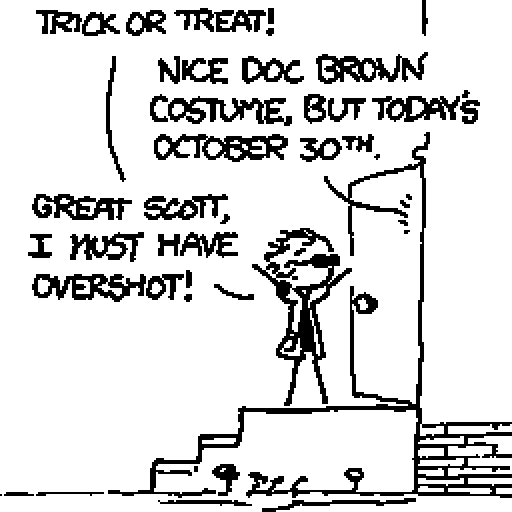 TRICK OR TREAT!
NICE DOC BROWN
COSTUME, BUT TODAY'S
OCTOBER 30TH.
GREAT SCOTT,
I MUST HAVE
OVERSHOT!